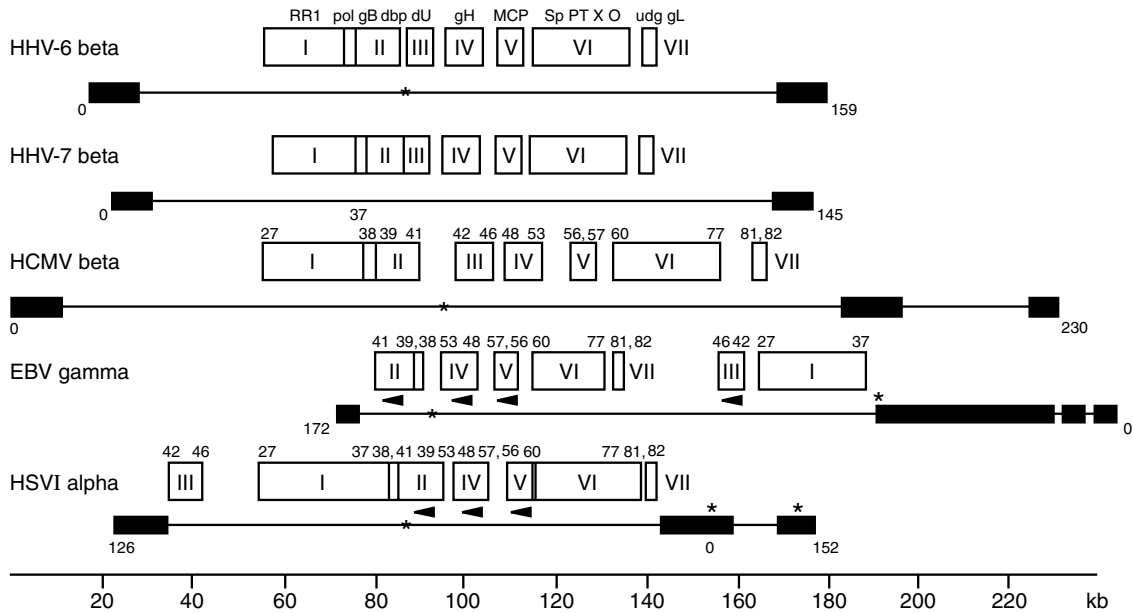 RR1 pol gB dbp dU gH MCP Sp PT X O udg gL
HHV-6 beta I II III IV V VI VII
*
0 159
HHV-7 beta I II III IV V VI VII
0 145
37
27 38 39 41 42 46 48 53 56, 57 60 77 81, 82
HCMV beta I II III IV V VI VII
*
0 230
41 39, 38 53 48 57, 56 60 77 81, 82 46 42 27 37
EBV gamma II IV V VI VII III I
* *
172 0
42 46 27 37 38, 41 39 53 48 57, 56 60 77 81, 82
HSVI alpha III I II IV V VI VII
* * *
126 0 152
20 40 60 80 100 120 140 160 180 200 220 kb